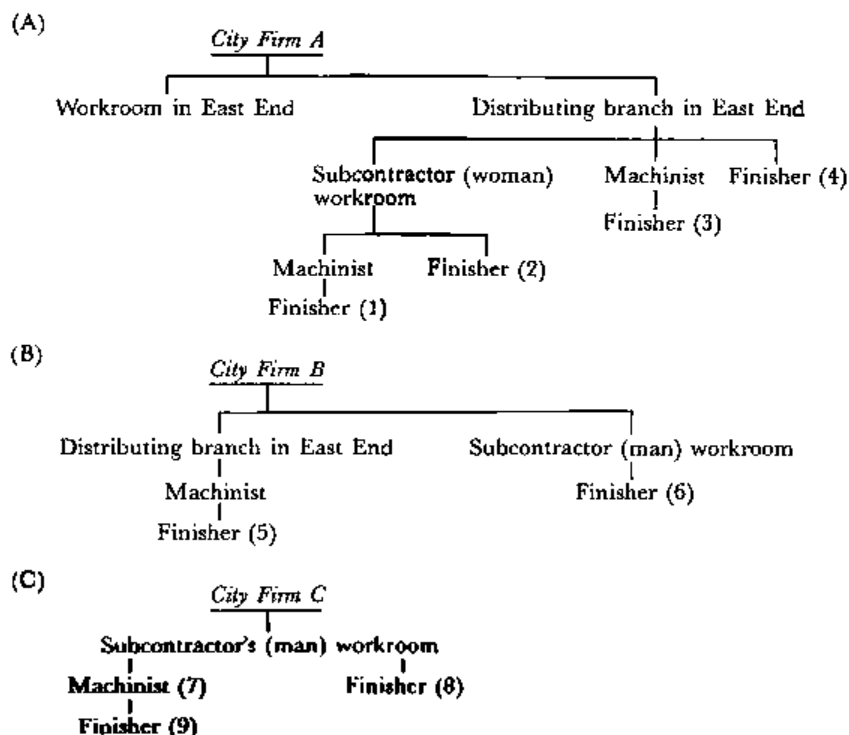 (A)
City Firm A
Workroom in East End Distributing branch in East End
Subcontractor (woman) workroom Machinist Finisher (4)
Finisher (3)
Machinist Finisher (2)
Finisher (1)
(B)
City Firm B
Distributing branch in East End Subcontractor (man) workroom
Machinist Finisher (6)
Finisher (5)
(C)
City Firm C
Subcontractor's (man) workroom
Machinist (7) Finisher (8)
Finisher (9)